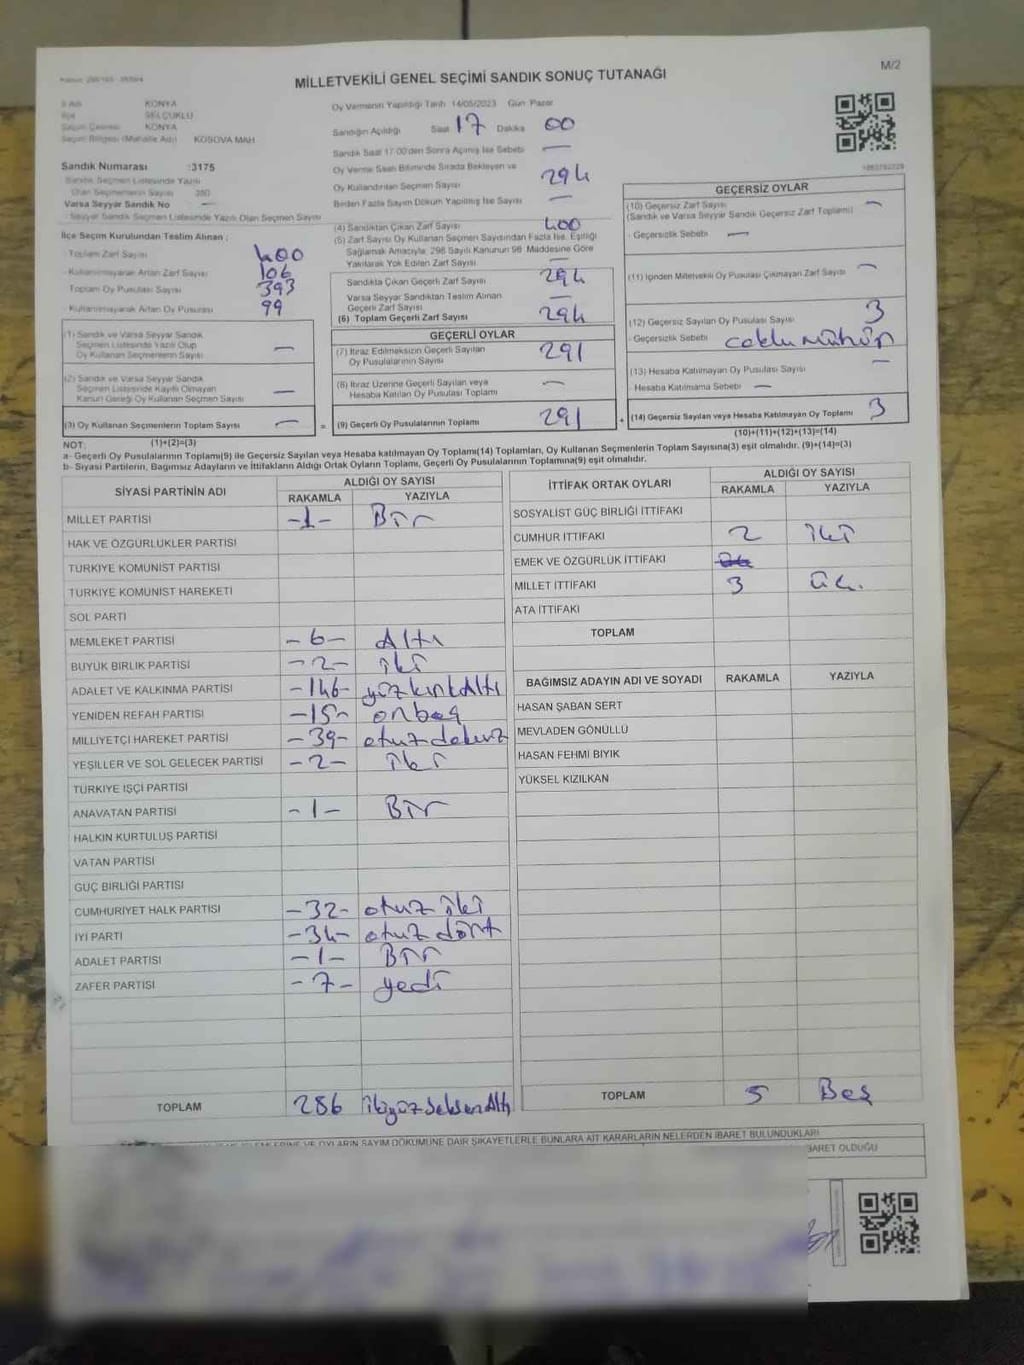 MİLLETVEKİLİ GENEL SEÇİMİ SANDIK SONUÇ TUTANAĞI
M/2
İl Adı KONYA
İlçe SELÇUKLU
Seçim Çevresi KONYA
Seçim Bölgesi (Mahalle Adı) KOSOVA MAH
Sandık Numarası :3175
Sandık Seçmen Listesinde Yazılı
Olan Seçmenlerin Sayısı
Varsa Seyyar Sandık No —
Seyyar Sandık Seçmen Listesinde Yazılı Olan Seçmen Sayısı
İlçe Seçim Kurulundan Teslim Alınan :
Toplam Zarf Sayısı 400
Kullanılmayarak Artan Zarf Sayısı 106
Toplam Oy Pusulası Sayısı 393
Kullanılmayarak Artan Oy Pusulası 99
(1) Sandık ve Varsa Seyyar Sandık
Seçmen Listesinde Yazılı Olup
Oy Kullanan Seçmenlerin Sayısı —
(2) Sandık ve Varsa Seyyar Sandık
Seçmen Listesinde Kayıtlı Olmayan
Kanun Gereği Oy Kullanan Seçmen Sayısı —
(3) Oy Kullanan Seçmenlerin Toplam Sayısı —
Oy Vermenin Yapıldığı Tarih 14/05/2023 Gün Pazar
Sandığın Açıldığı Saat 17 Dakika 00
Sandık Saat 17:00'den Sonra Açılmış İse Sebebi —
Oy Verme Saati Bitiminde Sırada Bekleyen ve
Oy Kullandırılan Seçmen Sayısı 294
Birden Fazla Sayım Döküm Yapılmış İse Sayısı —
(4) Sandıktan Çıkan Zarf Sayısı 400
(5) Zarf Sayısı Oy Kullanan Seçmen Sayısından Fazla İse, Eşitliği
Sağlamak Amacıyla, 298 Sayılı Kanunun 98. Maddesine Göre
Yakılarak Yok Edilen Zarf Sayısı —
Sandıkta Çıkan Geçerli Zarf Sayısı 294
Varsa Seyyar Sandıktan Teslim Alınan
Geçerli Zarf Sayısı —
(6) Toplam Geçerli Zarf Sayısı 294
GEÇERLİ OYLAR
(7) İtiraz Edilmeksizin Geçerli Sayılan
Oy Pusulalarının Sayısı 291
(8) İtiraz Üzerine Geçerli Sayılan veya
Hesaba Katılan Oy Pusulası Toplamı —
= (9) Geçerli Oy Pusulalarının Toplamı 291 +
GEÇERSİZ OYLAR
(10) Geçersiz Zarf Sayısı —
(Sandık ve Varsa Seyyar Sandık Geçersiz Zarf Toplamı)
- Geçersizlik Sebebi —
(11) İçinden Milletvekili Oy Pusulası Çıkmayan Zarf Sayısı —
(12) Geçersiz Sayılan Oy Pusulası Sayısı 3
- Geçersizlik Sebebi çoklu mühür
(13) Hesaba Katılmayan Oy Pusulası Sayısı —
- Hesaba Katılmama Sebebi —
(14) Geçersiz Sayılan veya Hesaba Katılmayan Oy Toplamı 3
NOT: (1)+(2)=(3)
(10)+(11)+(12)+(13)=(14)
a- Geçerli Oy Pusulalarının Toplamı(9) ile Geçersiz Sayılan veya Hesaba katılmayan Oy Toplamı(14) Toplamları, Oy Kullanan Seçmenlerin Toplam Sayısına(3) eşit olmalıdır. (9)+(14)=(3)
b- Siyasi Partilerin, Bağımsız Adayların ve İttifakların Aldığı Ortak Oyların Toplamı, Geçerli Oy Pusulalarının Toplamına(9) eşit olmalıdır.
SİYASİ PARTİNİN ADI ALDIĞI OY SAYISI
RAKAMLA YAZIYLA
MİLLET PARTİSİ -1- Bir
HAK VE ÖZGÜRLÜKLER PARTİSİ
TÜRKİYE KOMÜNİST PARTİSİ
TÜRKİYE KOMÜNİST HAREKETİ
SOL PARTİ
MEMLEKET PARTİSİ -6- Altı
BÜYÜK BİRLİK PARTİSİ -2- iki
ADALET VE KALKINMA PARTİSİ -146- yüz kırk Altı
YENİDEN REFAH PARTİSİ -15- onbeş
MİLLİYETÇİ HAREKET PARTİSİ -39- otuz dokuz
YEŞİLLER VE SOL GELECEK PARTİSİ -2- iki
TÜRKİYE İŞÇİ PARTİSİ
ANAVATAN PARTİSİ -1- Bir
HALKIN KURTULUŞ PARTİSİ
VATAN PARTİSİ
GÜÇ BİRLİĞİ PARTİSİ
CUMHURİYET HALK PARTİSİ -32- otuz iki
İYİ PARTİ -34- otuz dört
ADALET PARTİSİ -1- Bir
ZAFER PARTİSİ -7- yedi
TOPLAM 286 ikiyüz seksen Altı
İTTİFAK ORTAK OYLARI ALDIĞI OY SAYISI
RAKAMLA YAZIYLA
SOSYALİST GÜÇ BİRLİĞİ İTTİFAKI
CUMHUR İTTİFAKI 2 iki
EMEK VE ÖZGÜRLÜK İTTİFAKI
MİLLET İTTİFAKI 3 üç.
ATA İTTİFAKI
TOPLAM
BAĞIMSIZ ADAYIN ADI VE SOYADI RAKAMLA YAZIYLA
HASAN ŞABAN SERT
MEVLADEN GÖNÜLLÜ
HASAN FEHMİ BIYIK
YÜKSEL KIZILKAN
TOPLAM 5 Beş
VE OYLARIN SAYIM DÖKÜMÜNE DAİR ŞİKAYETLERLE BUNLARA AİT KARARLARIN NELERDEN İBARET BULUNDUKLARI
İBARET OLDUĞU